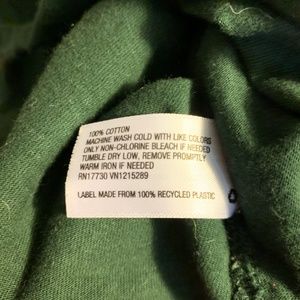 100% COTTON
MACHINE WASH COLD WITH LIKE COLORS
ONLY NON-CHLORINE BLEACH IF NEEDED
TUMBLE DRY LOW, REMOVE PROMPTLY
WARM IRON IF NEEDED
RN17730 VN1215289
LABEL MADE FROM 100% RECYCLED PLASTIC